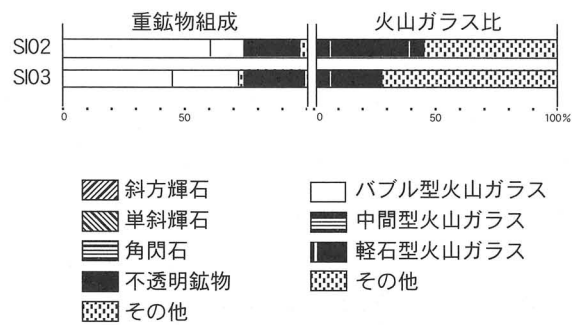 重鉱物組成 火山ガラス比
SI02
SI03
0 50 0 50 100%
斜方輝石 バブル型火山ガラス
単斜輝石 中間型火山ガラス
角閃石 軽石型火山ガラス
不透明鉱物 その他
その他